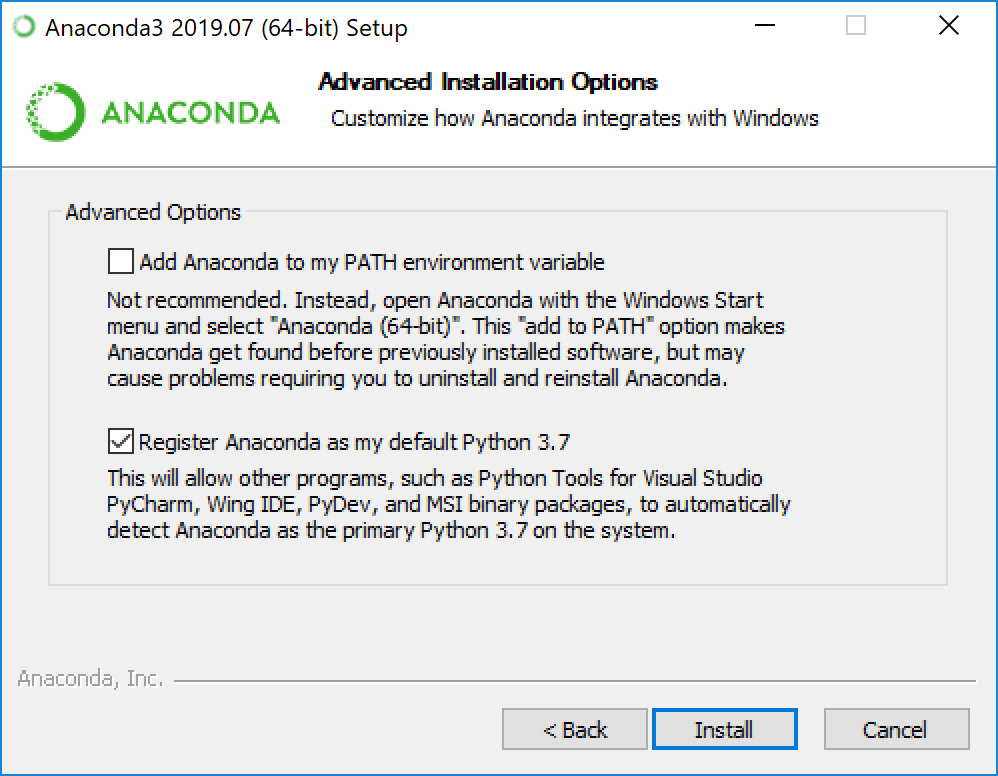 Anaconda3 2019.07 (64-bit) Setup
ANACONDA
Advanced Installation Options
Customize how Anaconda integrates with Windows
Advanced Options
Add Anaconda to my PATH environment variable
Not recommended. Instead, open Anaconda with the Windows Start
menu and select "Anaconda (64-bit)". This "add to PATH" option makes
Anaconda get found before previously installed software, but may
cause problems requiring you to uninstall and reinstall Anaconda.
Register Anaconda as my default Python 3.7
This will allow other programs, such as Python Tools for Visual Studio
PyCharm, Wing IDE, PyDev, and MSI binary packages, to automatically
detect Anaconda as the primary Python 3.7 on the system.
Anaconda, Inc.
< Back
Install
Cancel